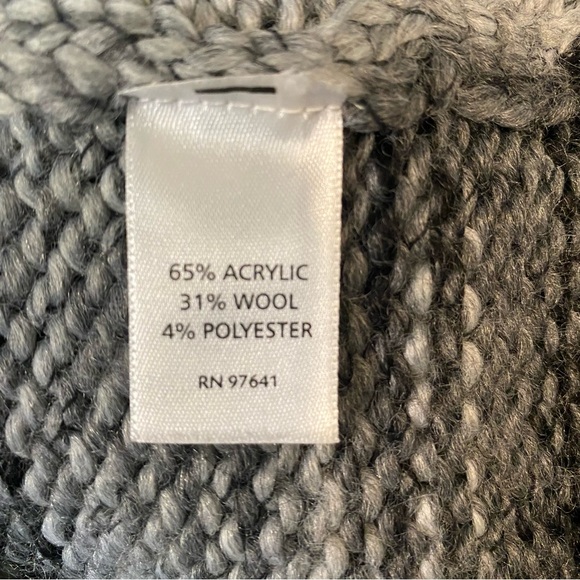 65% ACRYLIC
31% WOOL
4% POLYESTER
RN 97641